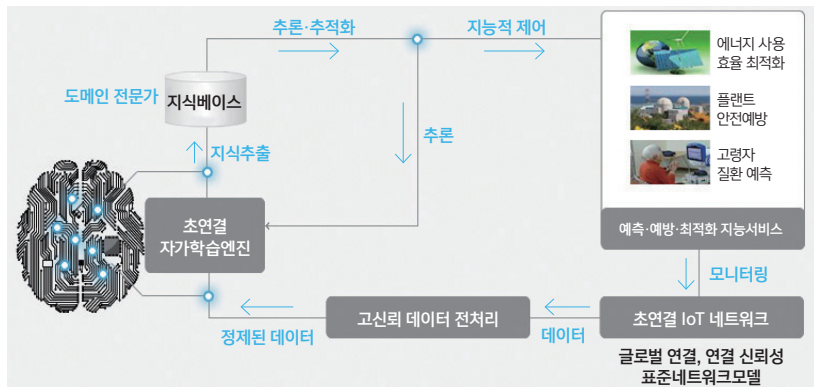 추론·추적화
지능적 제어
에너지 사용
효율 최적화
도메인 전문가
지식베이스
플랜트
안전예방
추론
지식추출
고령자
질환 예측
초연결
자가학습엔진
예측·예방·최적화 지능서비스
모니터링
고신뢰 데이터 전처리
초연결 IoT 네트워크
정제된 데이터
데이터
글로벌 연결, 연결 신뢰성
표준네트워크모델